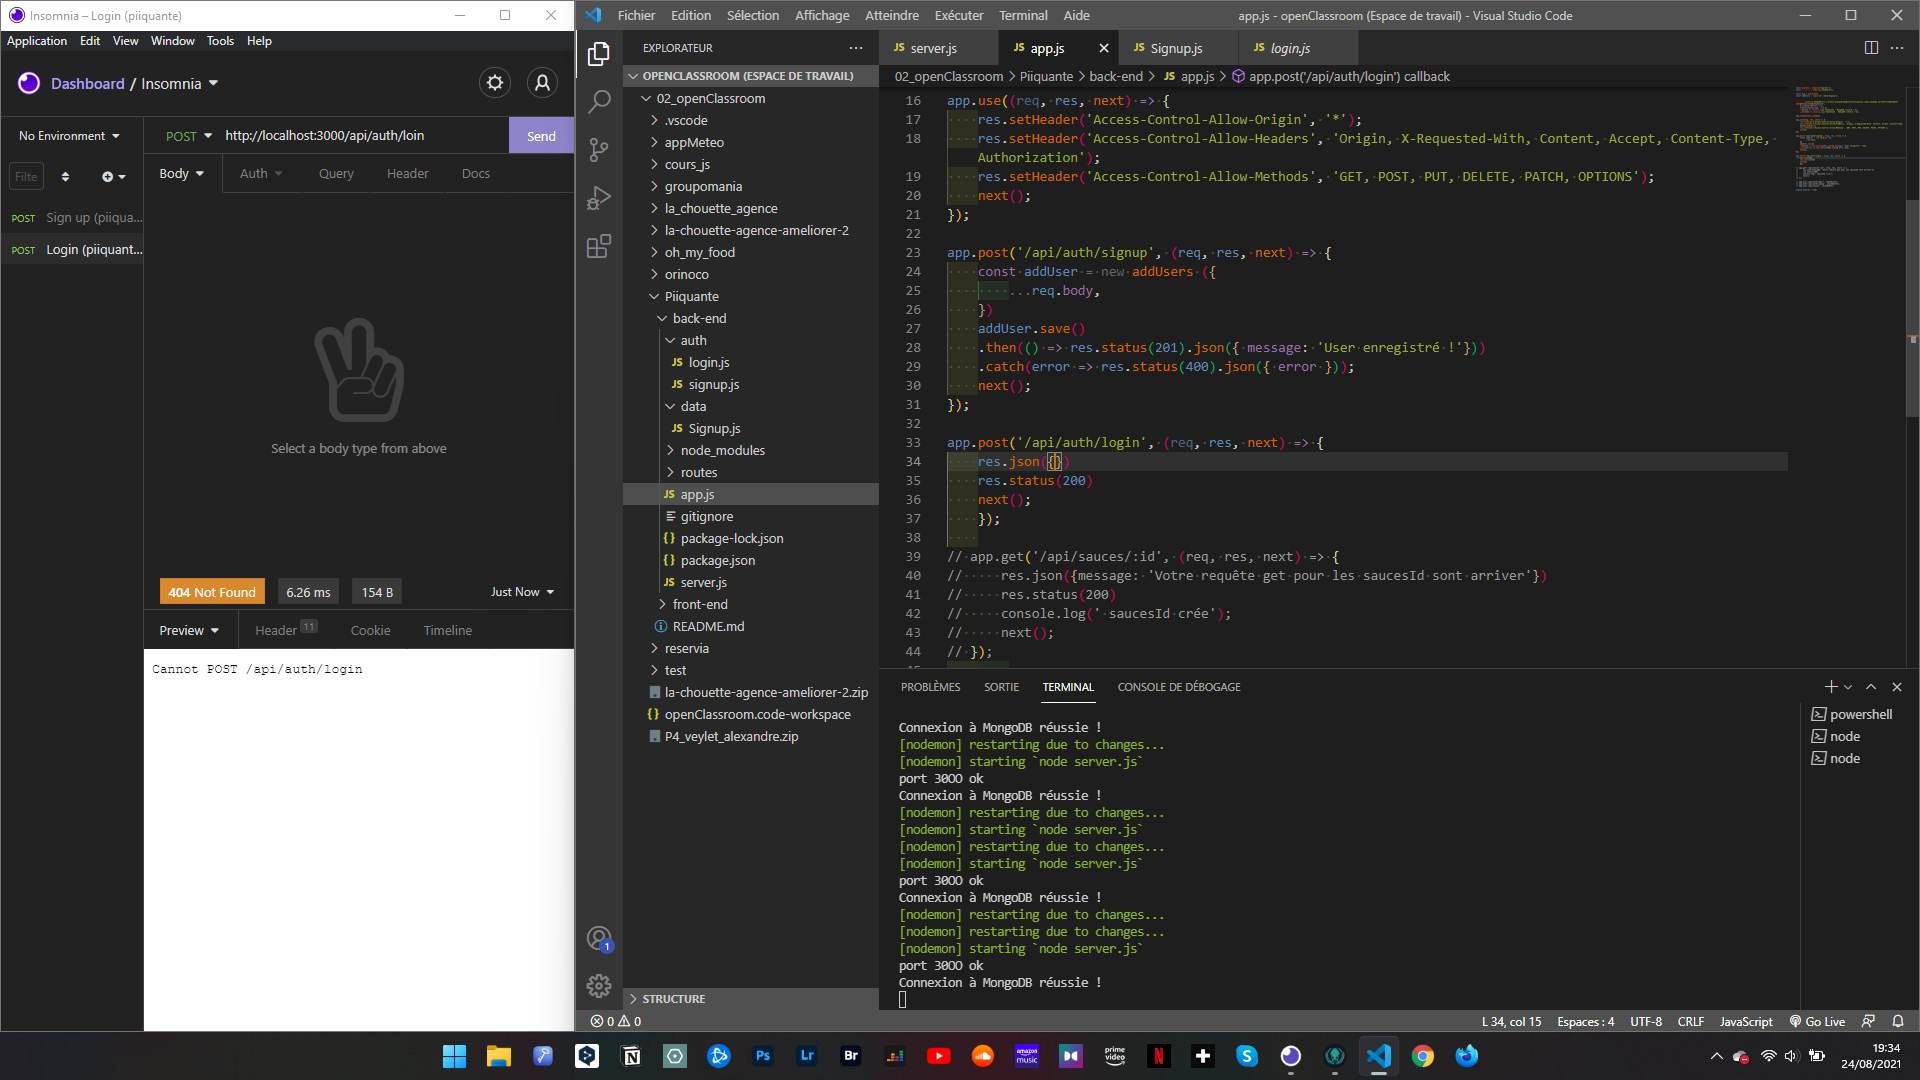 Insomnia – Login (piiquante)
Application Edit View Window Tools Help
Dashboard / Insomnia
No Environment
POST http://localhost:3000/api/auth/loin Send
Filte
Body Auth Query Header Docs
POST Sign up (piiqua...
POST Login (piiquant...
Select a body type from above
404 Not Found 6.26 ms 154 B Just Now
Preview Header 11 Cookie Timeline
Cannot POST /api/auth/login
Fichier Edition Sélection Affichage Atteindre Exécuter Terminal Aide
app.js - openClassroom (Espace de travail) - Visual Studio Code
EXPLORATEUR
OPENCLASSROOM (ESPACE DE TRAVAIL)
02_openClassroom
.vscode
appMeteo
cours_js
groupomania
la_chouette_agence
la-chouette-agence-ameliorer-2
oh_my_food
orinoco
Piiquante
back-end
auth
JS login.js
JS signup.js
data
JS Signup.js
node_modules
routes
JS app.js
gitignore
{} package-lock.json
{} package.json
JS server.js
front-end
README.md
reservia
test
la-chouette-agence-ameliorer-2.zip
{} openClassroom.code-workspace
P4_veylet_alexandre.zip
STRUCTURE
JS server.js JS app.js JS Signup.js JS login.js
02_openClassroom > Piiquante > back-end > JS app.js > app.post('/api/auth/login') callback
16 app.use((req, res, next) => {
17 res.setHeader('Access-Control-Allow-Origin', '*');
18 res.setHeader('Access-Control-Allow-Headers', 'Origin, X-Requested-With, Content, Accept, Content-Type,
Authorization');
19 res.setHeader('Access-Control-Allow-Methods', 'GET, POST, PUT, DELETE, PATCH, OPTIONS');
20 next();
21 });
22
23 app.post('/api/auth/signup', (req, res, next) => {
24 const addUser = new addUsers ({
25 ...req.body,
26 })
27 addUser.save()
28 .then(() => res.status(201).json({ message: 'User enregistré !'}))
29 .catch(error => res.status(400).json({ error }));
30 next();
31 });
32
33 app.post('/api/auth/login', (req, res, next) => {
34 res.json({})
35 res.status(200)
36 next();
37 });
38
39 // app.get('/api/sauces/:id', (req, res, next) => {
40 // res.json({message: 'Votre requête get pour les saucesId sont arriver'})
41 // res.status(200)
42 // console.log(' saucesId crée');
43 // next();
44 // });
PROBLÈMES SORTIE TERMINAL CONSOLE DE DÉBOGAGE
Connexion à MongoDB réussie !
[nodemon] restarting due to changes...
[nodemon] starting `node server.js`
port 3000 ok
Connexion à MongoDB réussie !
[nodemon] restarting due to changes...
[nodemon] starting `node server.js`
[nodemon] restarting due to changes...
[nodemon] starting `node server.js`
port 3000 ok
Connexion à MongoDB réussie !
[nodemon] restarting due to changes...
[nodemon] restarting due to changes...
[nodemon] starting `node server.js`
port 3000 ok
Connexion à MongoDB réussie !
powershell
node
node
1
0 0
L 34, col 15 Espaces : 4 UTF-8 CRLF JavaScript Go Live
Ps Lr Br amazon music prime video N S
19:34
24/08/2021